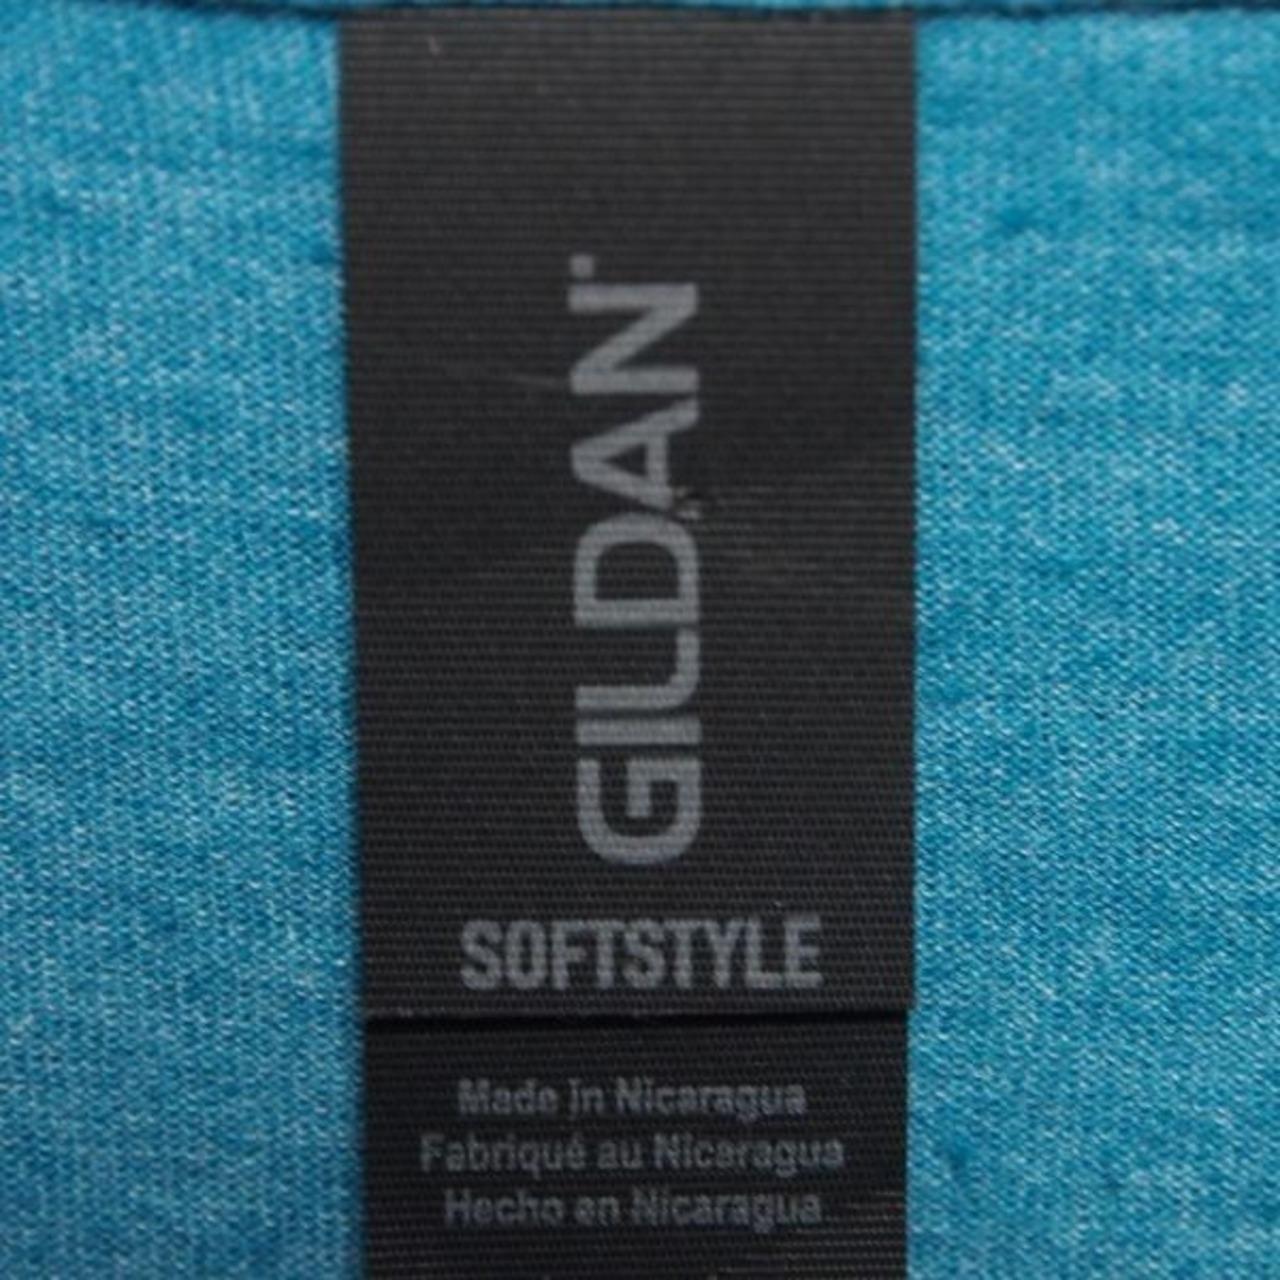 GILDAN
SOFTSTYLE
Made in Nicaragua
Fabriqué au Nicaragua
Hecho en Nicaragua